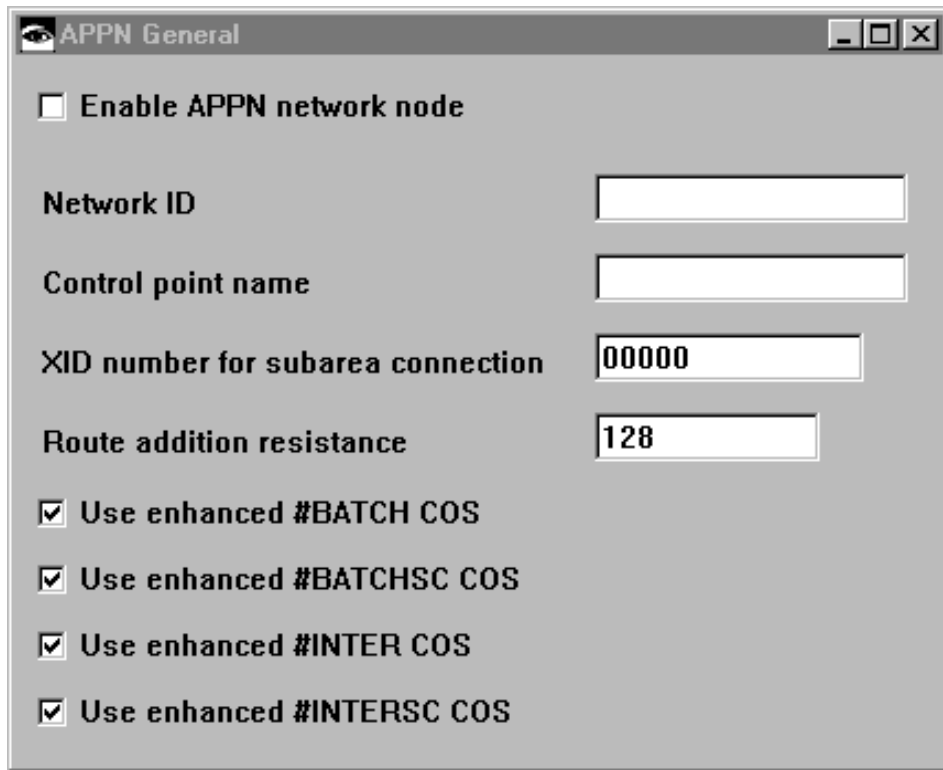 APPN General
Enable APPN network node
Network ID
Control point name
XID number for subarea connection 00000
Route addition resistance 128
Use enhanced #BATCH COS
Use enhanced #BATCHSC COS
Use enhanced #INTER COS
Use enhanced #INTERSC COS